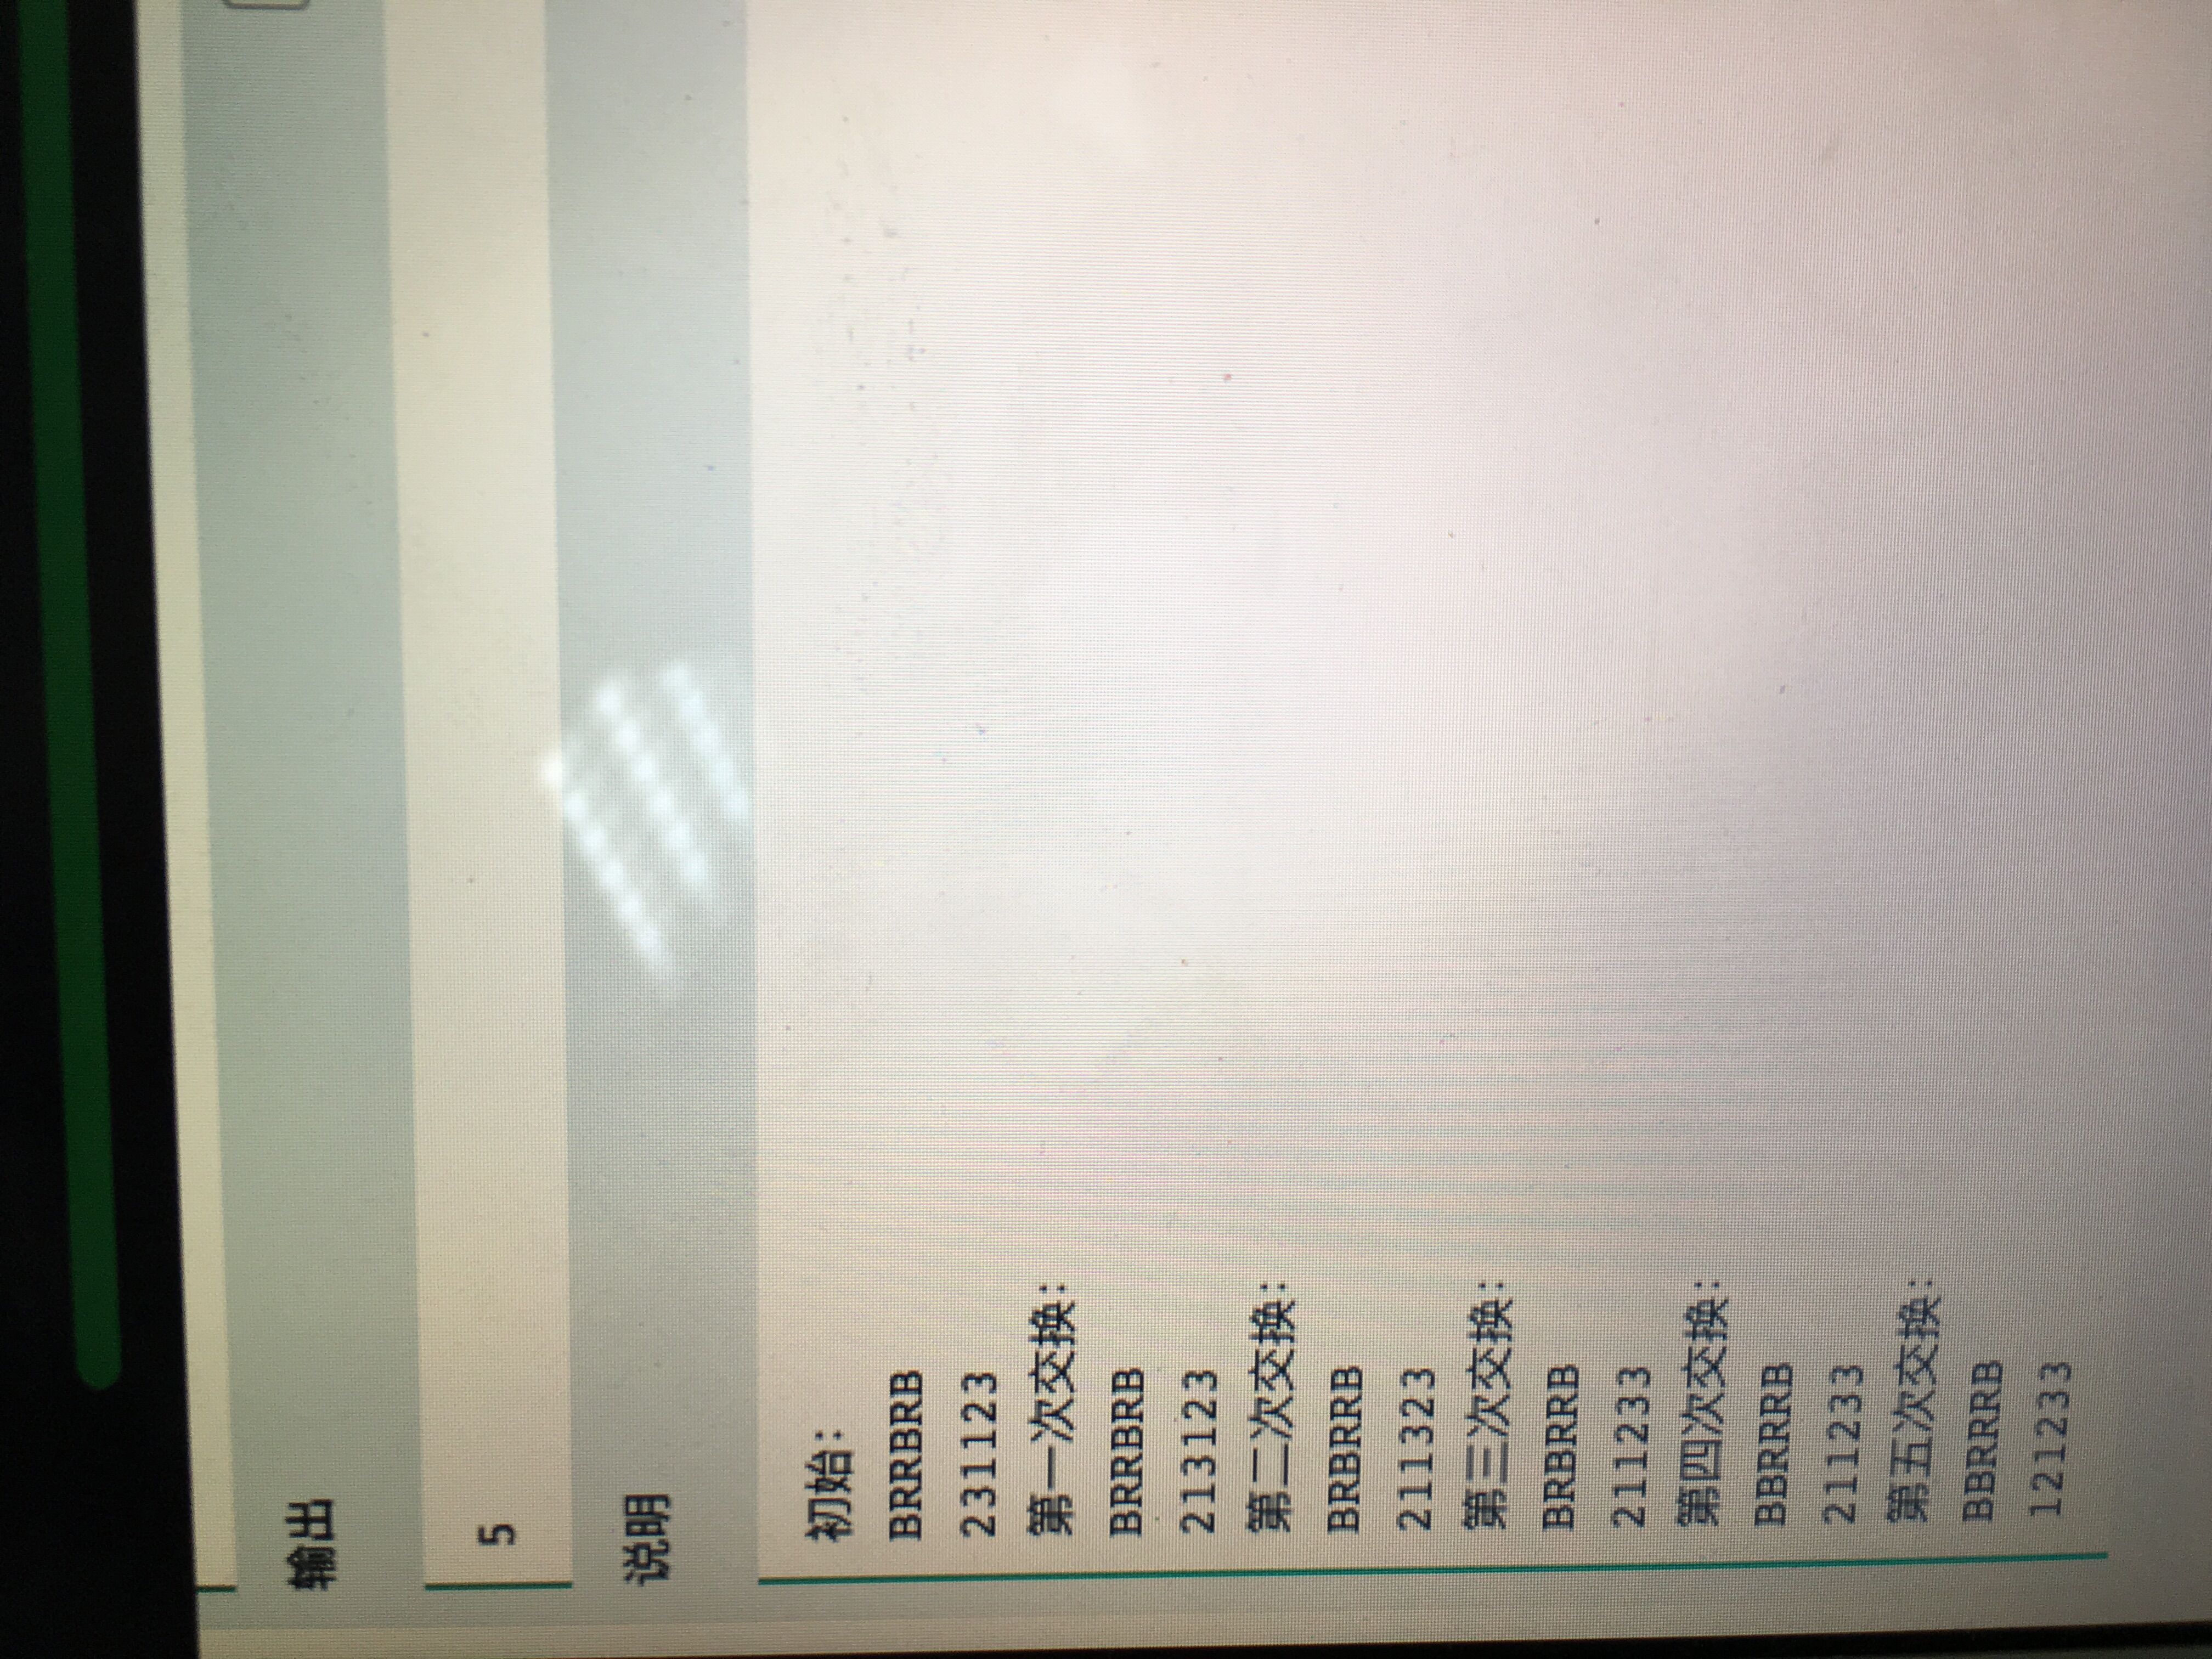 输出
5
说明
初始：
BRRBRB
231123
第一次交换：
BRRBRB
213123
第二次交换：
BRBRRB
211323
第三次交换：
BRBRRB
211233
第四次交换：
BBRRRB
211233
第五次交换：
BBRRRB
121233